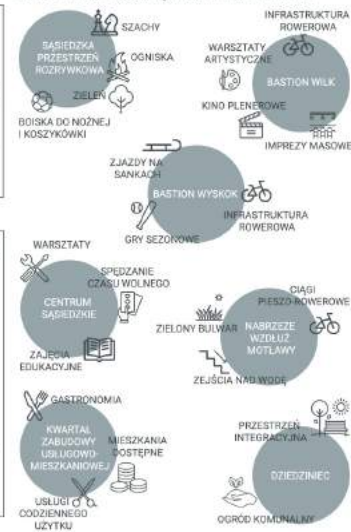 SZACHY
SĄSIEDZKA
PRZESTRZEŃ
ROZRYWKOWA
OGNISKA
ZIELEŃ
BOISKA DO NOŻNEJ
I KOSZYKÓWKI
INFRASTRUKTURA
ROWEROWA
WARSZTATY
ARTYSTYCZNE
BASTION WILK
KINO PLENEROWE
IMPREZY MASOWE
ZJAZDY NA
SANKACH
BASTION WYSKOK
INFRASTRUKTURA
ROWEROWA
GRY SEZONOWE
WARSZTATY
SPĘDZANIE
CZASU WOLNEGO
CENTRUM
SĄSIEDZKIE
ZAJĘCIA
EDUKACYJNE
CIĄGI
PIESZO-ROWEROWE
ZIELONY BULWAR
NABRZEŻE
WZDŁUŻ
MOTŁAWY
ZEJŚCIA NAD WODĘ
GASTRONOMIA
KWARTAŁ
ZABUDOWY
USŁUGOWO-
MIESZKANIOWEJ
MIESZKANIA
DOSTĘPNE
USŁUGI
CODZIENNEGO
UŻYTKU
PRZESTRZEŃ
INTEGRACYJNA
DZIEDZINIEC
OGRÓD KOMUNALNY